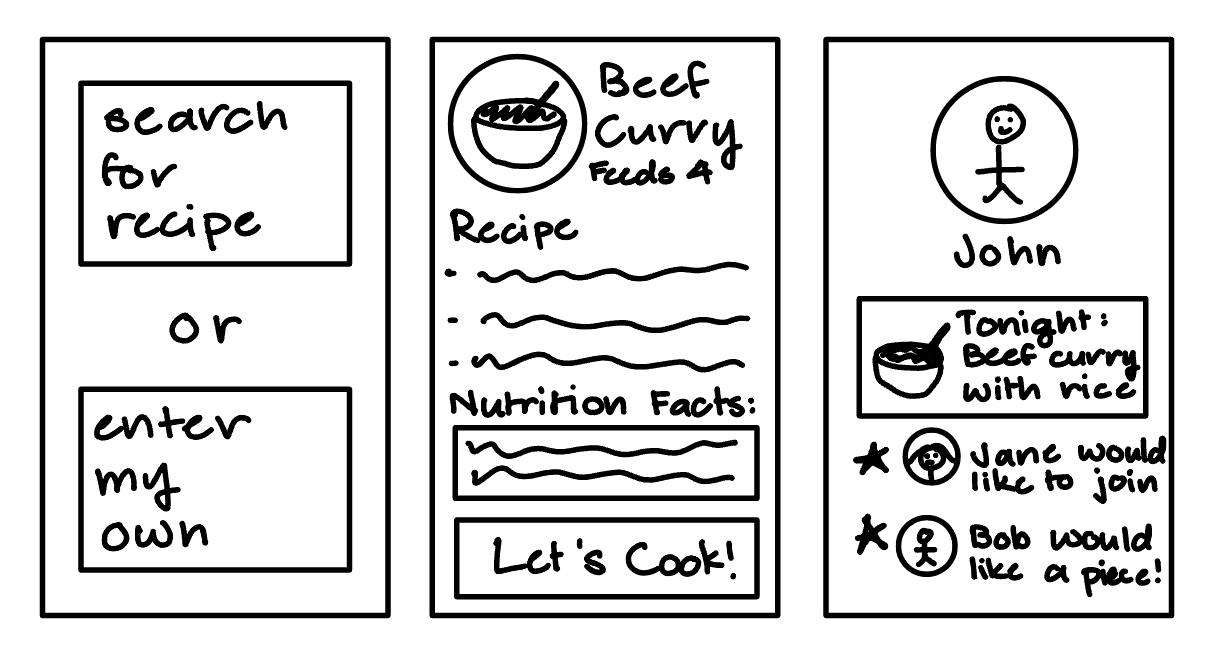 search
for
recipe
or
enter
my
own
Beef
Curry
Feeds 4
Recipe
Nutrition Facts:
Let's Cook!
John
Tonight:
Beef curry
with rice
Jane would
like to join
Bob would
like a piece!